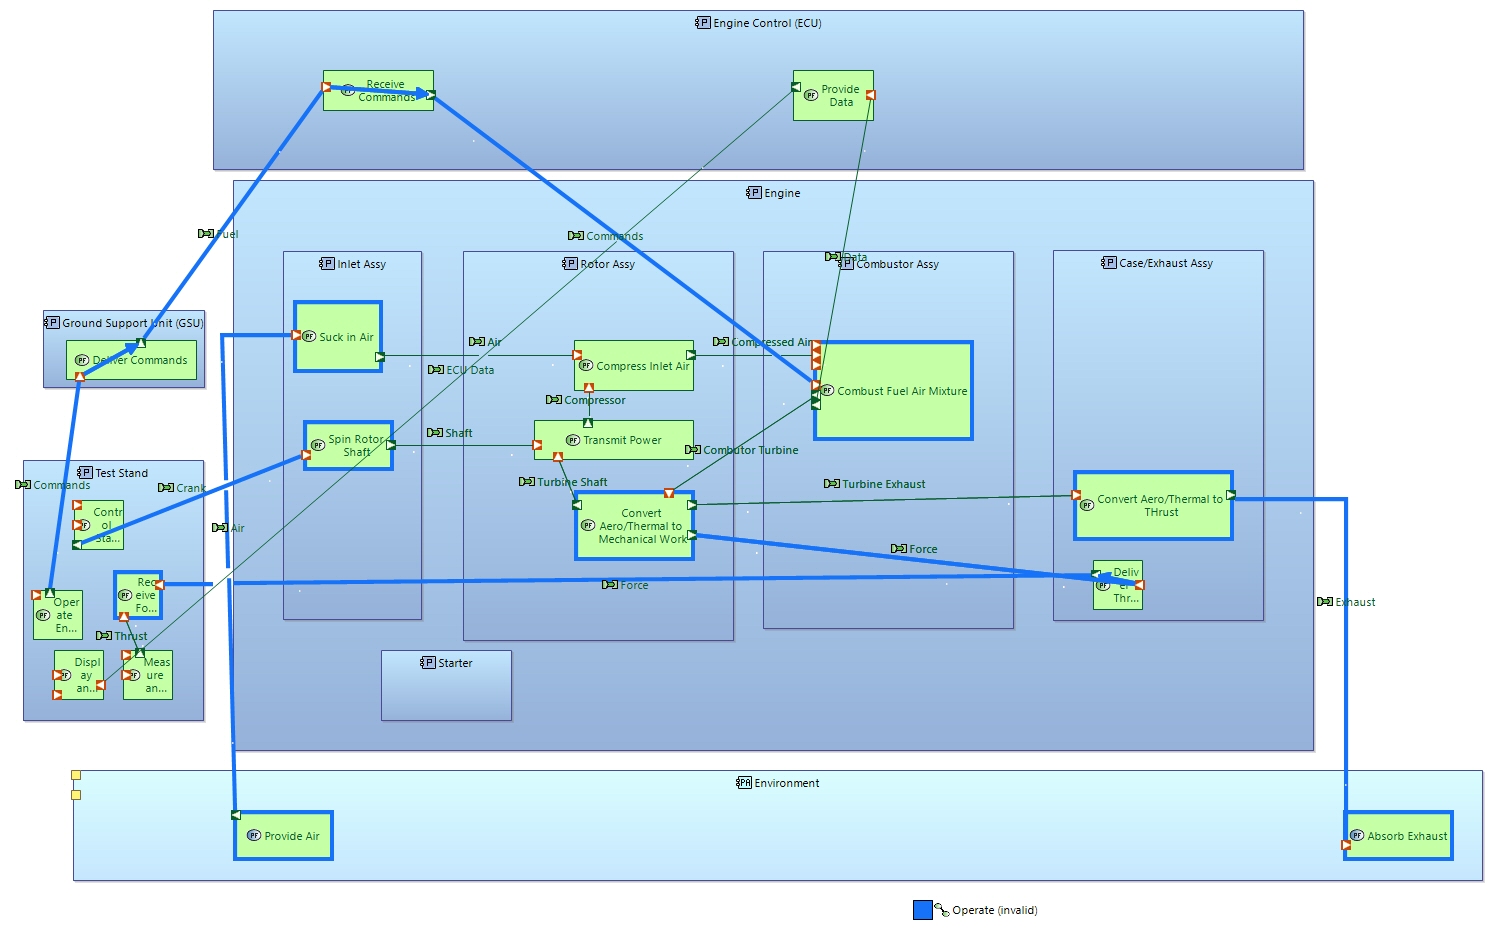 Engine Control (ECU)
Receive
Commands
Provide
Data
Engine
Fuel
Commands
Data
Inlet Assy
Rotor Assy
Combustor Assy
Case/Exhaust Assy
Ground Support Unit (GSU)
Deliver Commands
Suck in Air
Air
Compressed Air
ECU Data
Compress Inlet Air
Combust Fuel Air Mixture
Compressor
Shaft
Spin Rotor
Shaft
Transmit Power
Combutor Turbine
Test Stand
Commands
Crank
Turbine Shaft
Turbine Exhaust
Contr
ol
Sta...
Air
Convert
Aero/Thermal to
Mechanical Work
Convert Aero/Thermal to
THrust
Force
Force
Deliv
er
Thr...
Rec
eive
Fo...
Oper
ate
En...
Exhaust
Thrust
Displ
ay
an...
Meas
ure
an...
Starter
Environment
Provide Air
Absorb Exhaust
Operate (invalid)
PF
P
PA